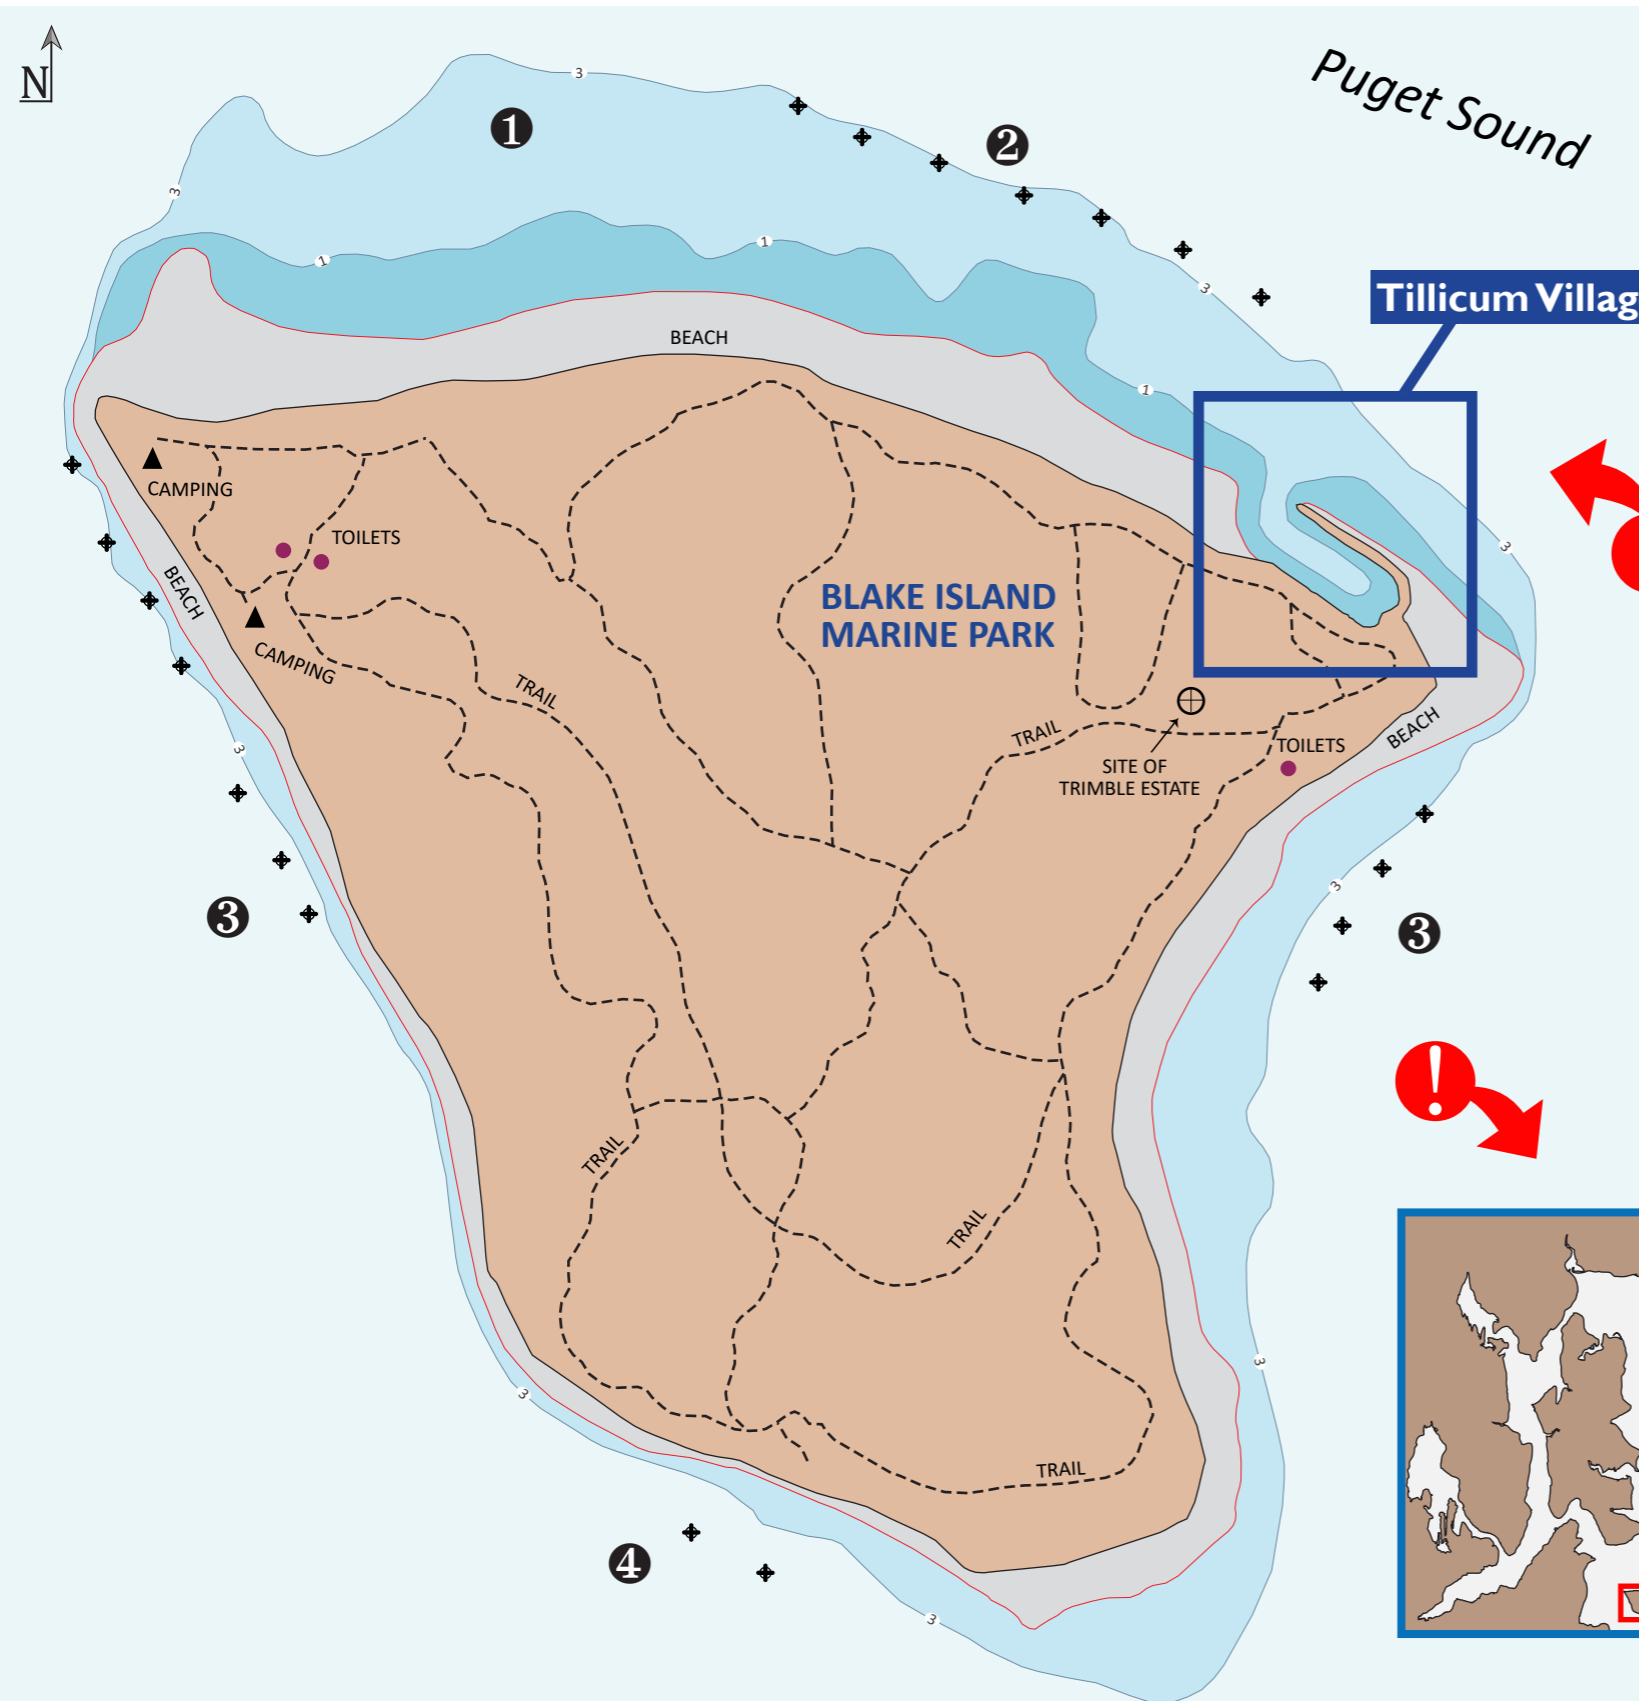 N
Puget Sound
3
1
2
3
1
1
3
Tillicum Villag
BEACH
1
CAMPING
TOILETS
3
BEACH
BLAKE ISLAND
MARINE PARK
CAMPING
TRAIL
TRAIL
BEACH
3
SITE OF
TRIMBLE ESTATE
TOILETS
3
3
3
!
TRAIL
TRAIL
3
3
TRAIL
4
3